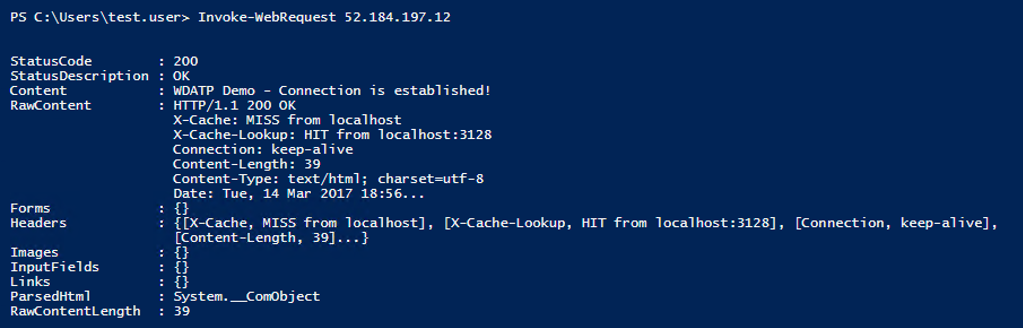 PS C:\Users\test.user> Invoke-WebRequest 52.184.197.12
StatusCode : 200
StatusDescription : OK
Content : WDATP Demo - Connection is established!
RawContent : HTTP/1.1 200 OK
X-Cache: MISS from localhost
X-Cache-Lookup: HIT from localhost:3128
Connection: keep-alive
Content-Length: 39
Content-Type: text/html; charset=utf-8
Date: Tue, 14 Mar 2017 18:56...
Forms : {}
Headers : {[X-Cache, MISS from localhost], [X-Cache-Lookup, HIT from localhost:3128], [Connection, keep-alive],
[Content-Length, 39]...}
Images : {}
InputFields : {}
Links : {}
ParsedHtml : System.__ComObject
RawContentLength : 39